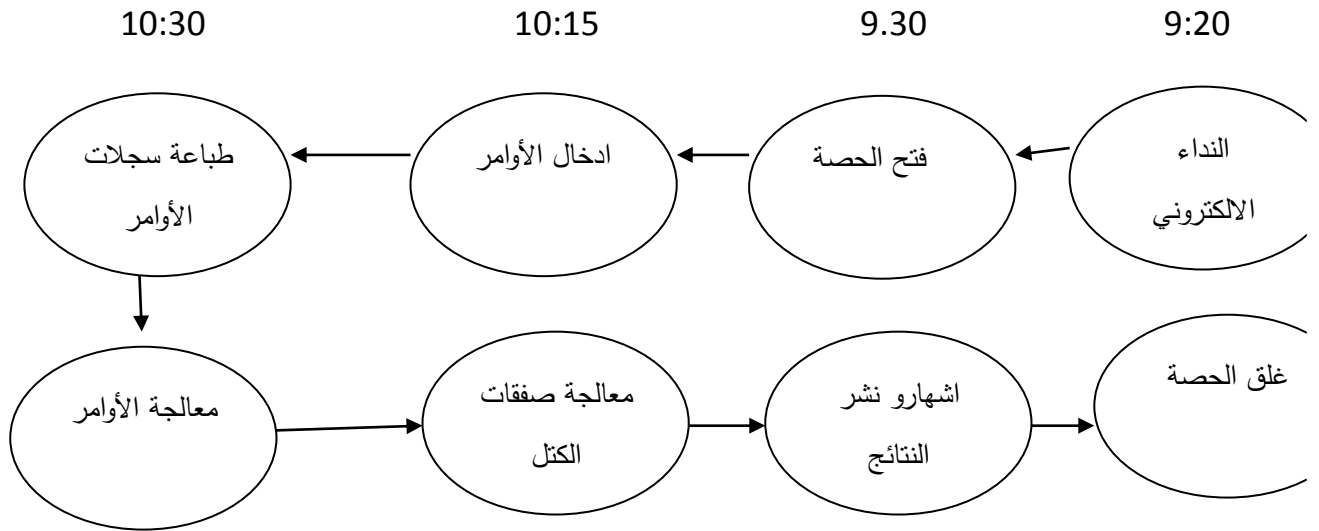 9:20
9.30
10:15
10:30
النداء
الالكتروني
فتح الحصة
ادخال الأوامر
طباعة سجلات
الأوامر
معالجة الأوامر
معالجة صفقات
الكتل
اشهارو نشر
النتائج
غلق الحصة